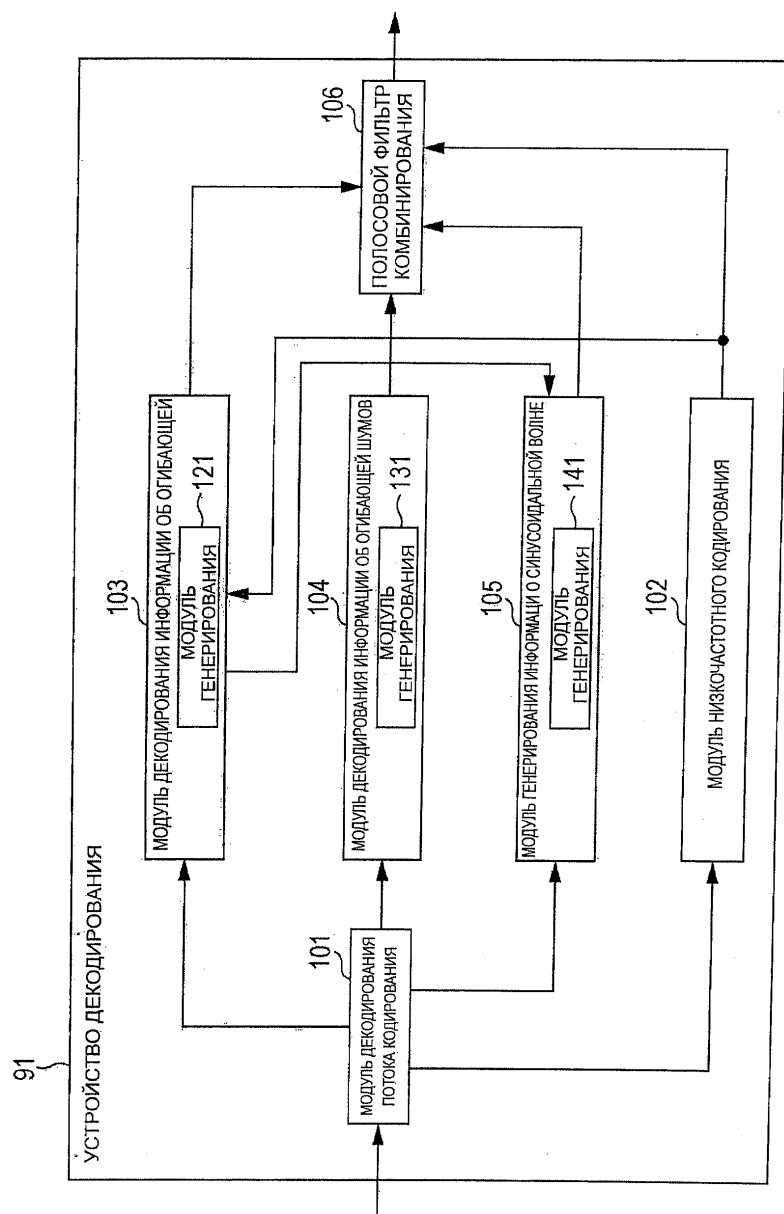 91
УСТРОЙСТВО ДЕКОДИРОВАНИЯ
101
МОДУЛЬ ДЕКОДИРОВАНИЯ
ПОТОКА КОДИРОВАНИЯ
103
МОДУЛЬ ДЕКОДИРОВАНИЯ ИНФОРМАЦИИ ОБ ОГИБАЮЩЕЙ
МОДУЛЬ
ГЕНЕРИРОВАНИЯ
121
104
МОДУЛЬ ДЕКОДИРОВАНИЯ ИНФОРМАЦИИ ОБ ОГИБАЮЩЕЙ ШУМОВ
МОДУЛЬ
ГЕНЕРИРОВАНИЯ
131
105
МОДУЛЬ ГЕНЕРИРОВАНИЯ ИНФОРМАЦИ О СИНУСОИДАЛЬНОЙ ВОЛНЕ
МОДУЛЬ
ГЕНЕРИРОВАНИЯ
141
102
МОДУЛЬ НИЗКОЧАСТОТНОГО КОДИРОВАНИЯ
106
ПОЛОСОВОЙ ФИЛЬТР
КОМБИНИРОВАНИЯ